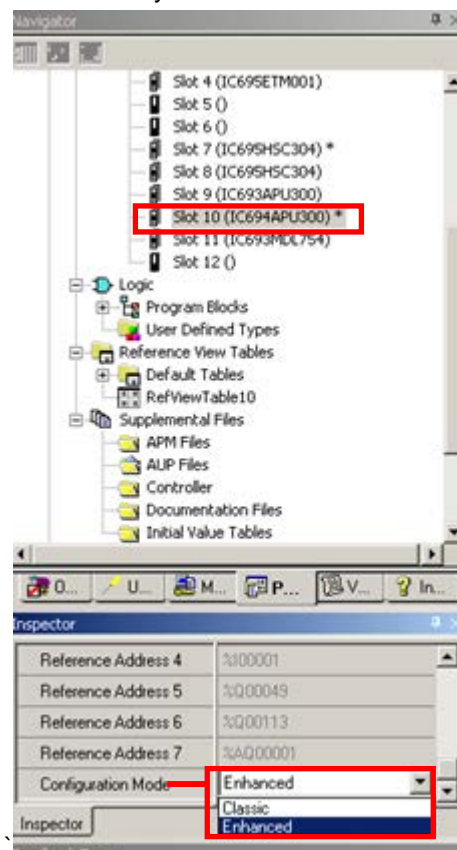 Navigator
Slot 4 (IC695ETM001)
Slot 5 ()
Slot 6 ()
Slot 7 (IC695HSC304) *
Slot 8 (IC695HSC304)
Slot 9 (IC693APU300)
Slot 10 (IC694APU300) *
Slot 11 (IC693MDL754)
Slot 12 ()
Logic
Program Blocks
User Defined Types
Reference View Tables
Default Tables
RefViewTable10
Supplemental Files
APM Files
AUP Files
Controller
Documentation Files
Initial Value Tables
O... U... M... P... V... In...
Inspector
Reference Address 4 %I00001
Reference Address 5 %Q00049
Reference Address 6 %Q00113
Reference Address 7 %AQ00001
Configuration Mode Enhanced
Classic
Enhanced
Inspector
`